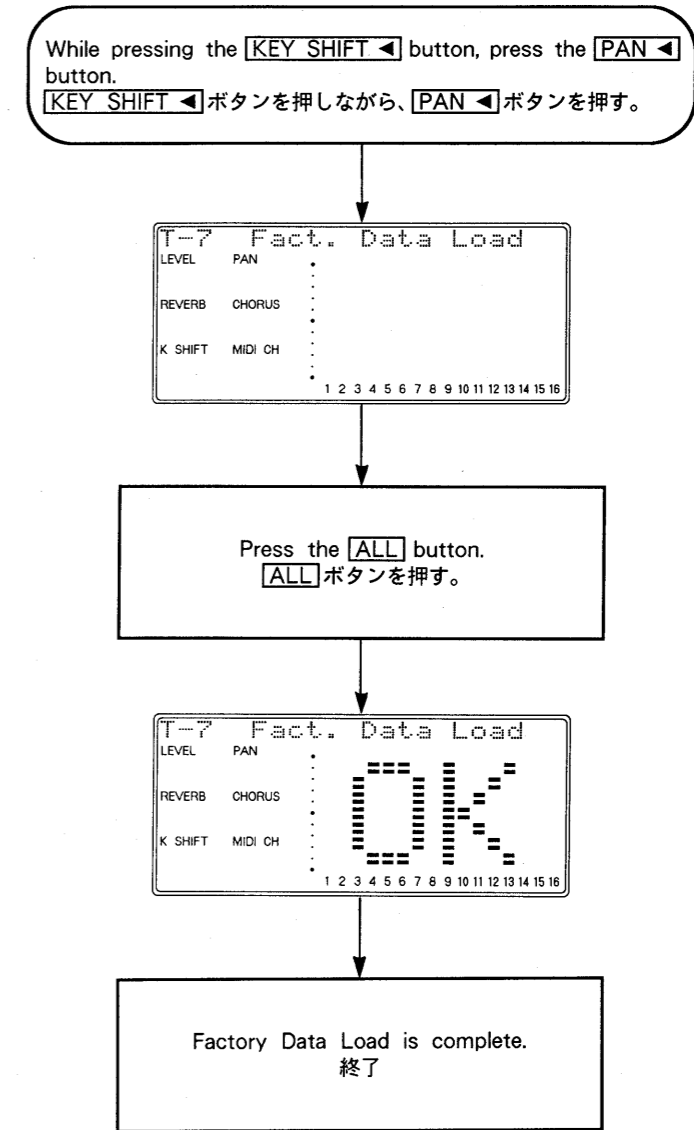 While pressing the KEY SHIFT ◀ button, press the PAN ◀
button.
KEY SHIFT ◀ ボタンを押しながら、PAN ◀ ボタンを押す。
T-7 Fact. Data Load
LEVEL PAN
REVERB CHORUS
K SHIFT MIDI CH
1 2 3 4 5 6 7 8 9 10 11 12 13 14 15 16
Press the ALL button.
ALL ボタンを押す。
T-7 Fact. Data Load
LEVEL PAN
OK
REVERB CHORUS
K SHIFT MIDI CH
1 2 3 4 5 6 7 8 9 10 11 12 13 14 15 16
Factory Data Load is complete.
終了